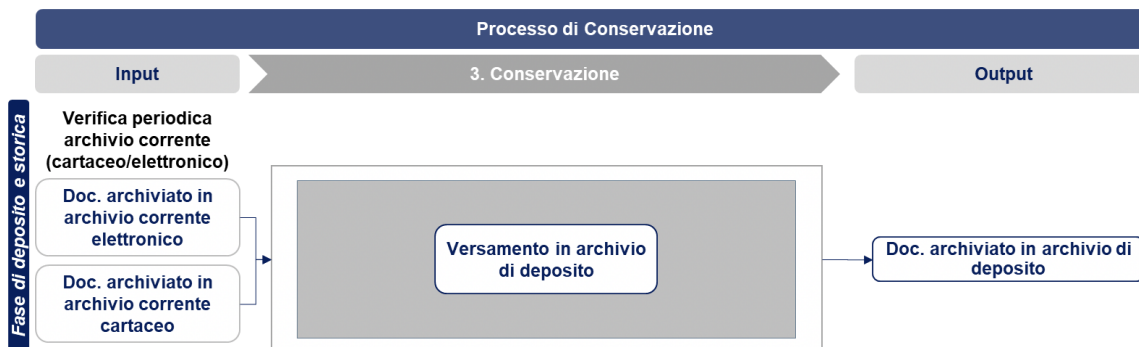 Processo di Conservazione
Input
3. Conservazione
Output
Fase di deposito e storica
Verifica periodica
archivio corrente
(cartaceo/elettronico)
Doc. archiviato in
archivio corrente
elettronico
Doc. archiviato in
archivio corrente
cartaceo
Versamento in archivio
di deposito
Doc. archiviato in archivio di
deposito